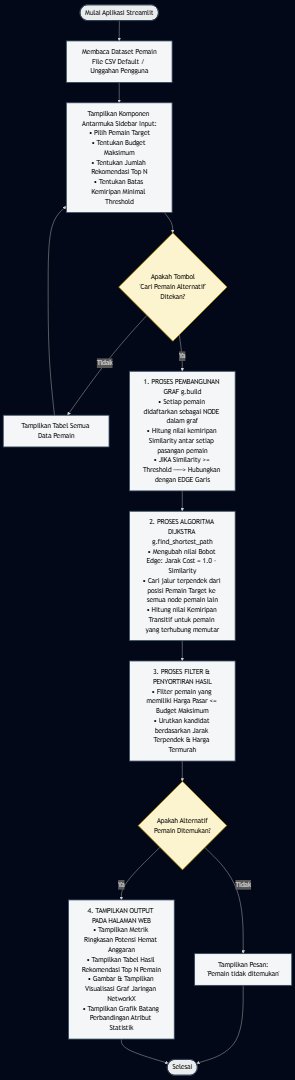 Mulai Aplikasi Streamlit
Membaca Dataset Pemain
File CSV Default /
Unggahan Pengguna
Tampilkan Komponen
Antarmuka Sidebar Input:
• Pilih Pemain Target
• Tentukan Budget
Maksimum
• Tentukan Jumlah
Rekomendasi Top N
• Tentukan Batas
Kemiripan Minimal
Threshold
Apakah Tombol
'Cari Pemain Alternatif'
Ditekan?
Tidak
Ya
Tampilkan Tabel Semua
Data Pemain
1. PROSES PEMBANGUNAN
GRAF g.build
• Setiap pemain
didaftarkan sebagai NODE
dalam graf
• Hitung nilai kemiripan
Similarity antar setiap
pasangan pemain
• JIKA Similarity >=
Threshold ──> Hubungkan
dengan EDGE Garis
2. PROSES ALGORITMA
DIJKSTRA
g.find_shortest_path
• Mengubah nilai Bobot
Edge: Jarak Cost = 1.0 -
Similarity
• Cari jalur terpendek dari
posisi Pemain Target ke
semua node pemain lain
• Hitung nilai Kemiripan
Transitif untuk pemain
yang terhubung memutar
3. PROSES FILTER &
PENYORTIRAN HASIL
• Filter pemain yang
memiliki Harga Pasar <=
Budget Maksimum
• Urutkan kandidat
berdasarkan Jarak
Terpendek & Harga
Termurah
Apakah Alternatif
Pemain Ditemukan?
Ya
Tidak
4. TAMPILKAN OUTPUT
PADA HALAMAN WEB
• Tampilkan Metrik
Ringkasan Potensi Hemat
Anggaran
• Tampilkan Tabel Hasil
Rekomendasi Top N Pemain
• Gambar & Tampilkan
Visualisasi Graf Jaringan
NetworkX
• Tampilkan Grafik Batang
Perbandingan Atribut
Statistik
Tampilkan Pesan:
'Pemain tidak ditemukan'
Selesai